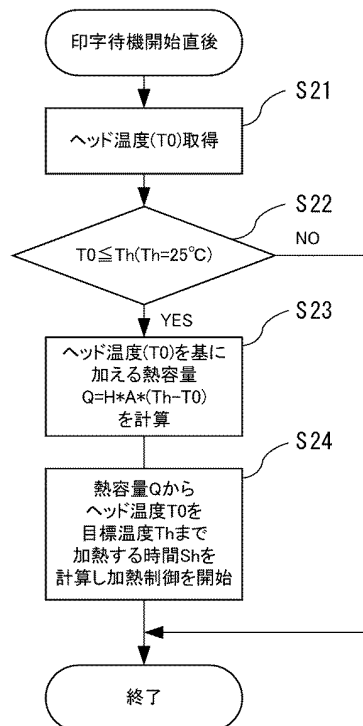 印字待機開始直後
S21
ヘッド温度(T0)取得
S22
T0≦Th(Th=25℃)
NO
YES
S23
ヘッド温度(T0)を基に
加える熱容量
Q=H*A*(Th-T0)
を計算
S24
熱容量Qから
ヘッド温度T0を
目標温度Thまで
加熱する時間Shを
計算し加熱制御を開始
終了